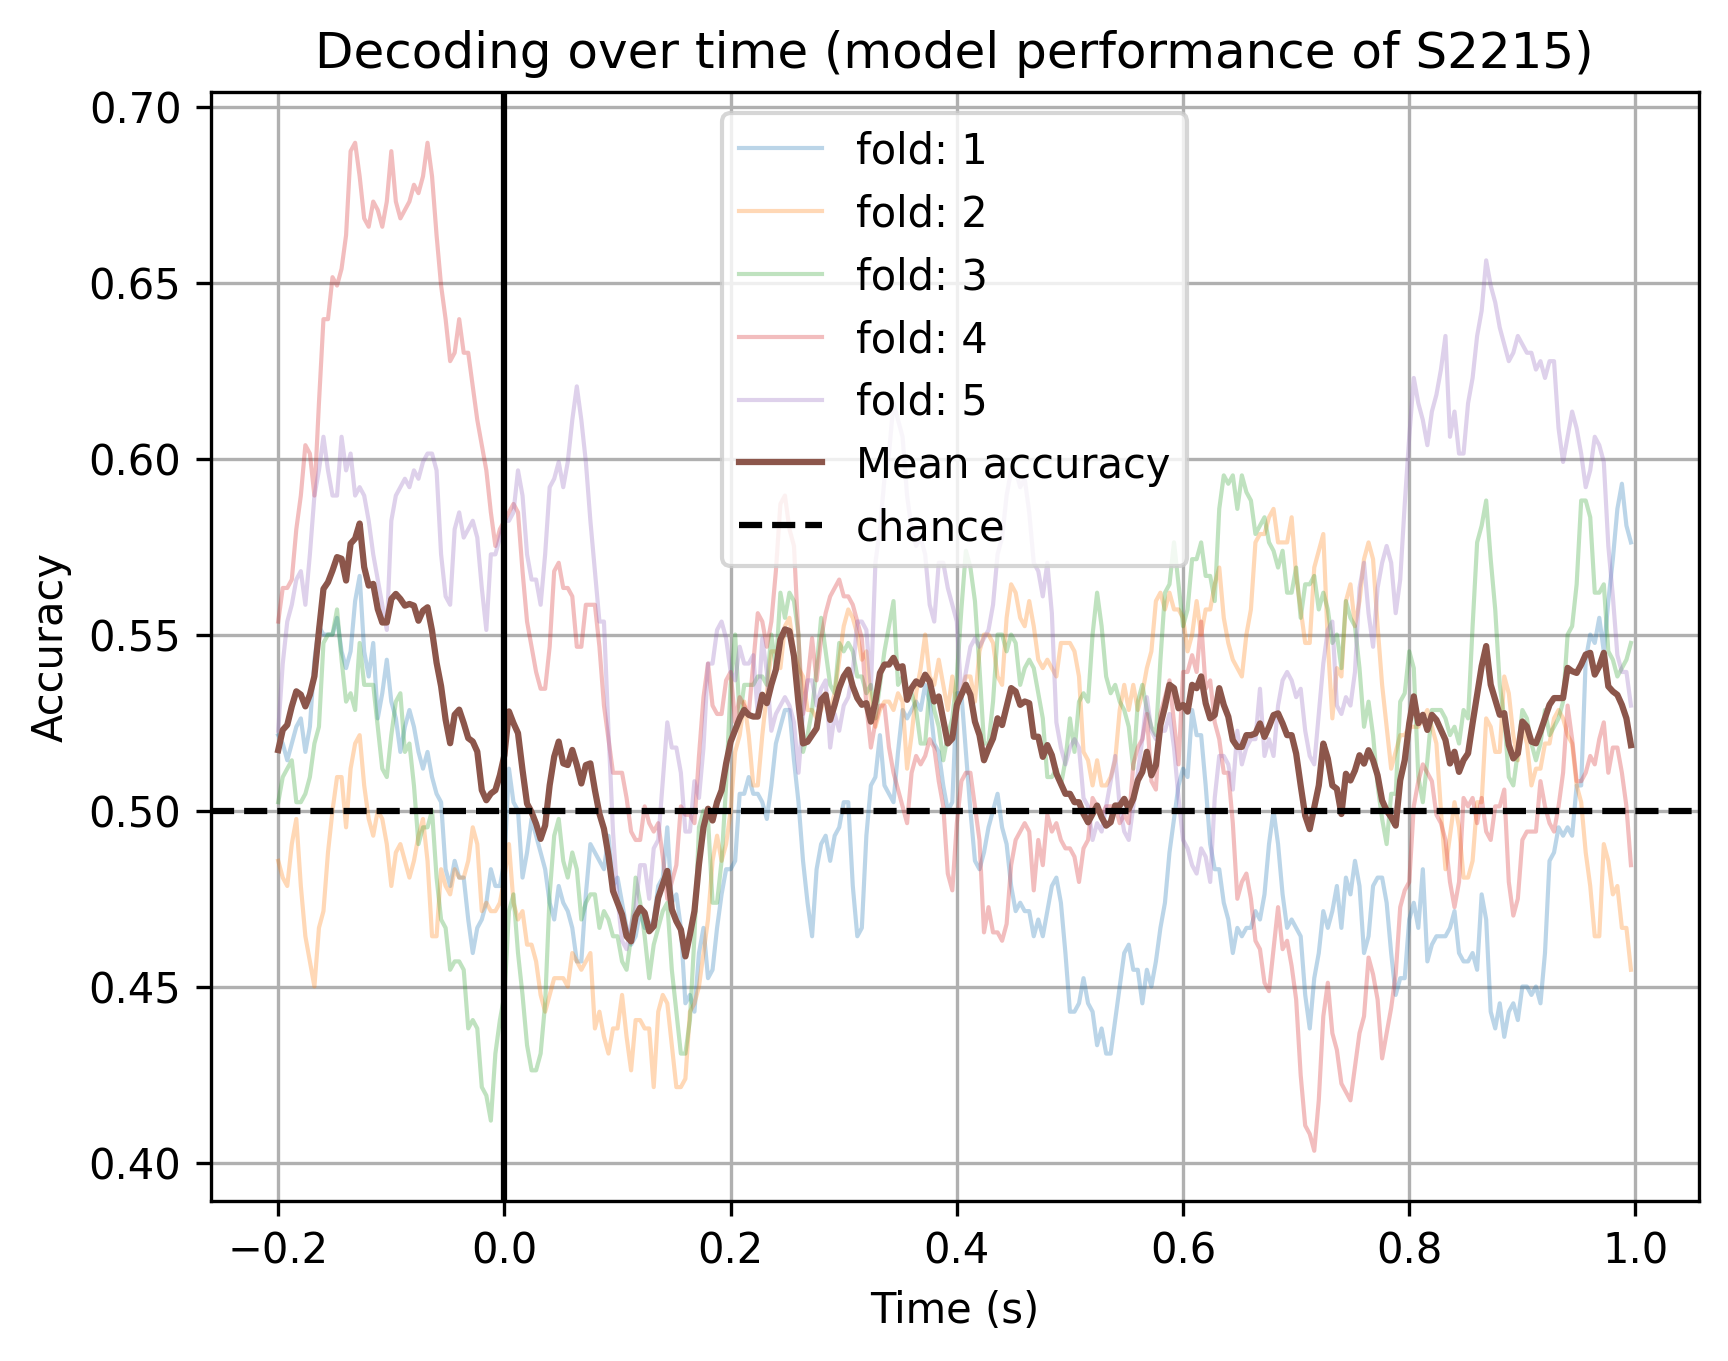 Decoding over time (model performance of S2215)
0.70
0.65
0.60
0.55
0.50
0.45
0.40
Accuracy
fold: 1
fold: 2
fold: 3
fold: 4
fold: 5
Mean accuracy
chance
−0.2 0.0 0.2 0.4 0.6 0.8 1.0
Time (s)